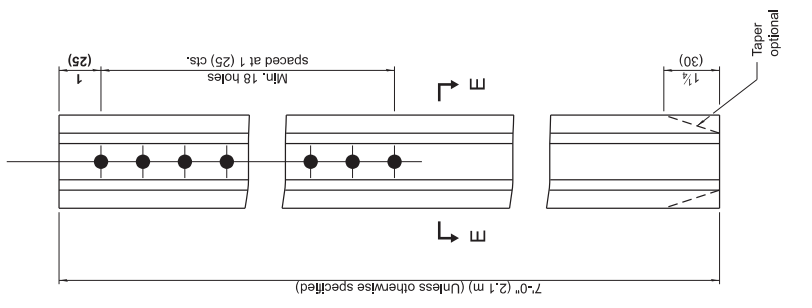 7'-0" (2.1 m) (Unless otherwise specified)
E
E
1¼
(30)
Taper
optional
Min. 18 holes
spaced at 1 (25) cts.
1
(25)